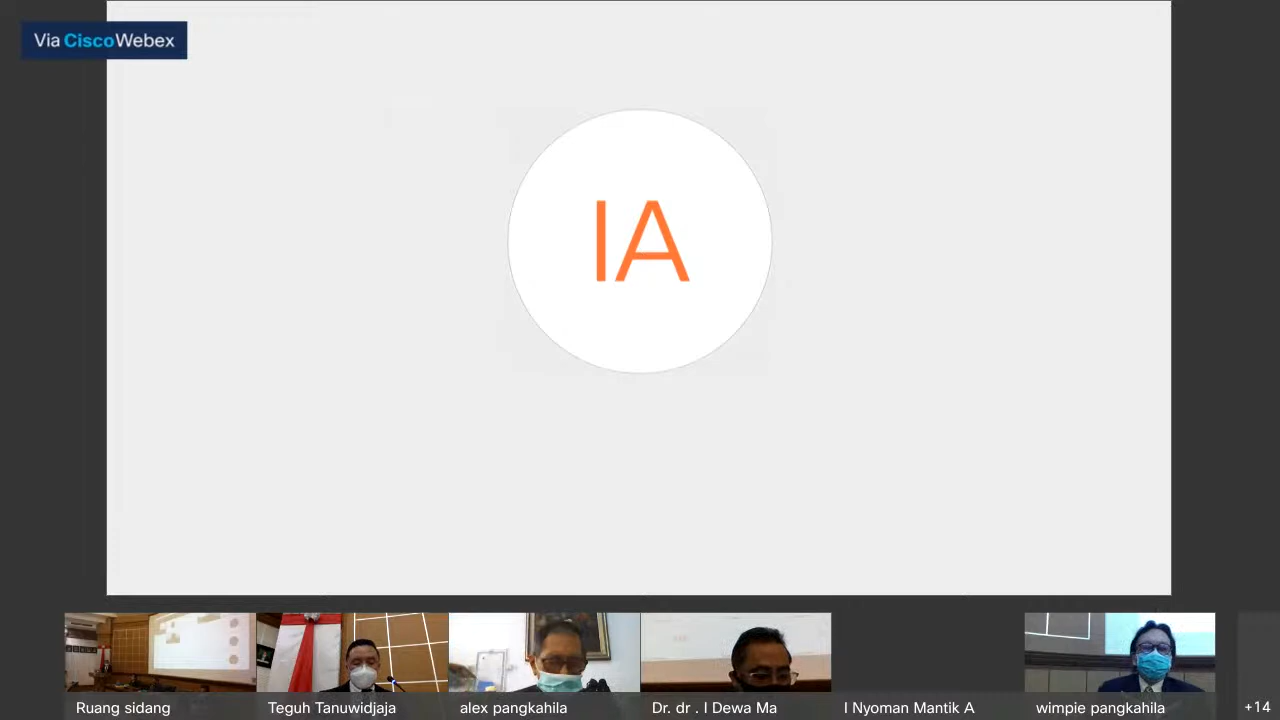 Via CiscoWebex
IA
Ruang sidang
Teguh Tanuwidjaja
alex pangkahila
Dr. dr . I Dewa Ma
I Nyoman Mantik A
wimpie pangkahila
+14